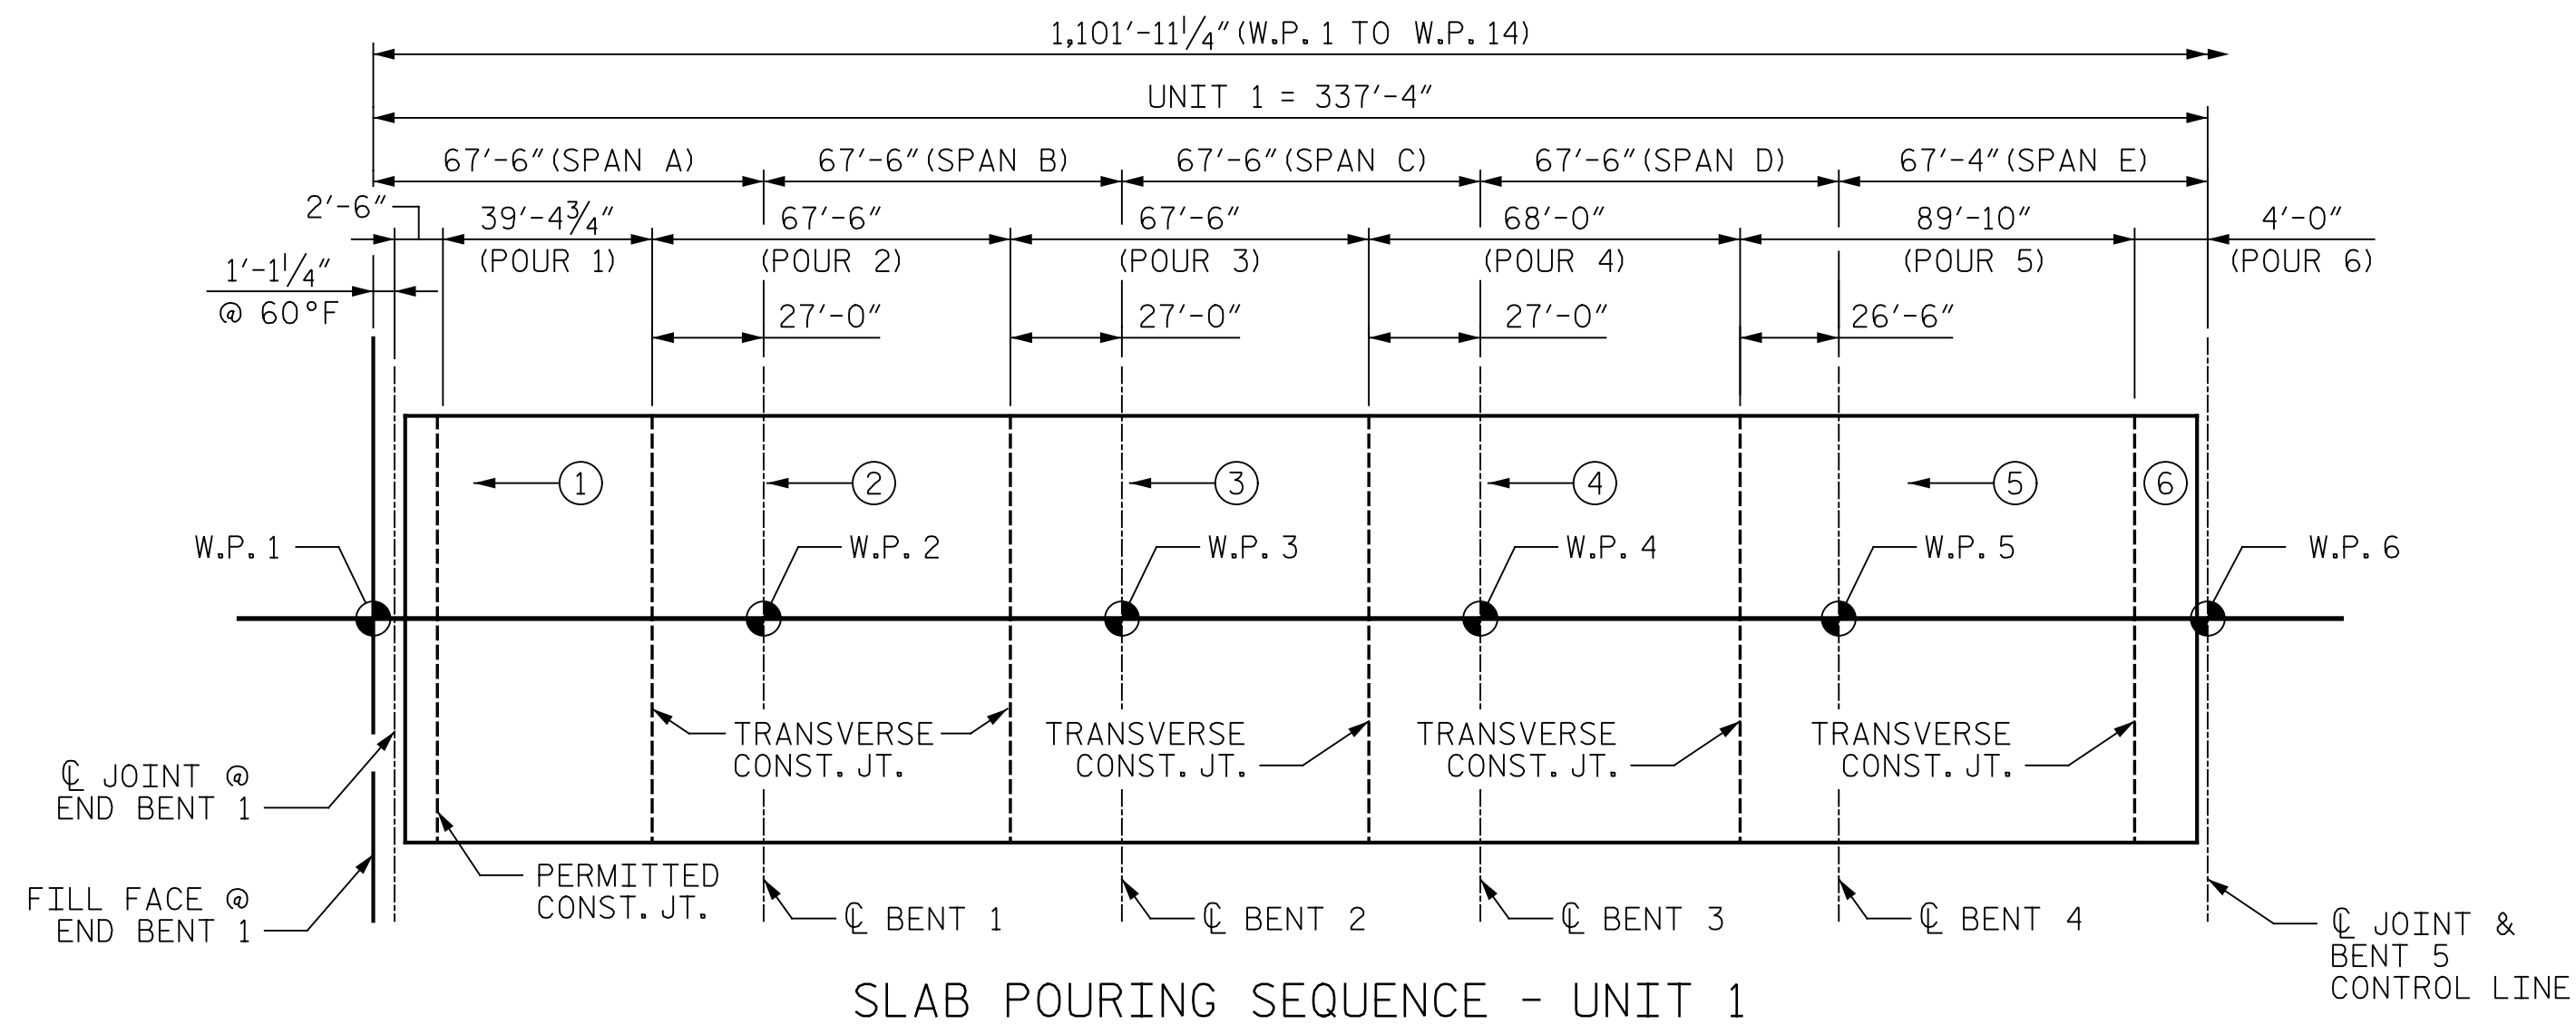 1,101'-11 1/4" (W.P. 1 TO W.P. 14)
UNIT 1 = 337'-4"
67'-6" (SPAN A)
67'-6" (SPAN B)
67'-6" (SPAN C)
67'-6" (SPAN D)
67'-4" (SPAN E)
2'-6"
39'-4 3/4"
(POUR 1)
67'-6"
(POUR 2)
67'-6"
(POUR 3)
68'-0"
(POUR 4)
89'-10"
(POUR 5)
4'-0"
(POUR 6)
1'-1 1/4"
@ 60°F
27'-0"
27'-0"
27'-0"
26'-6"
1
2
3
4
5
6
W.P. 1
W.P. 2
W.P. 3
W.P. 4
W.P. 5
W.P. 6
TRANSVERSE
CONST. JT.
TRANSVERSE
CONST. JT.
TRANSVERSE
CONST. JT.
TRANSVERSE
CONST. JT.
℄ JOINT @
END BENT 1
FILL FACE @
END BENT 1
PERMITTED
CONST. JT.
℄ BENT 1
℄ BENT 2
℄ BENT 3
℄ BENT 4
℄ JOINT &
BENT 5
CONTROL LINE
SLAB POURING SEQUENCE - UNIT 1